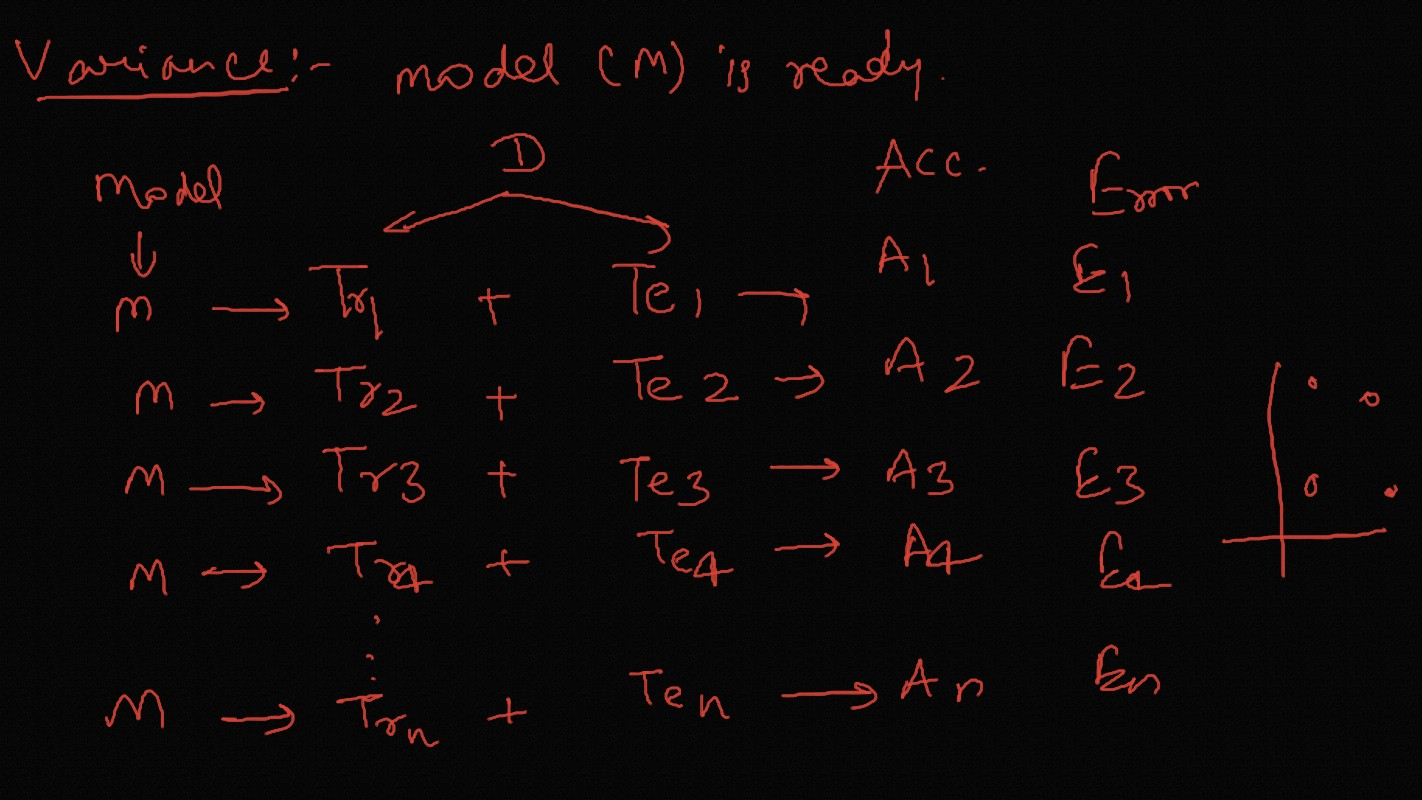 Variance:- model (M) is ready.
D
Model Acc. Error
M → Tr1 + Te1 → A1 E1
M → Tr2 + Te2 → A2 E2
M → Tr3 + Te3 → A3 E3
M → Tr4 + Te4 → A4 E4
M → Trn + Ten → An En